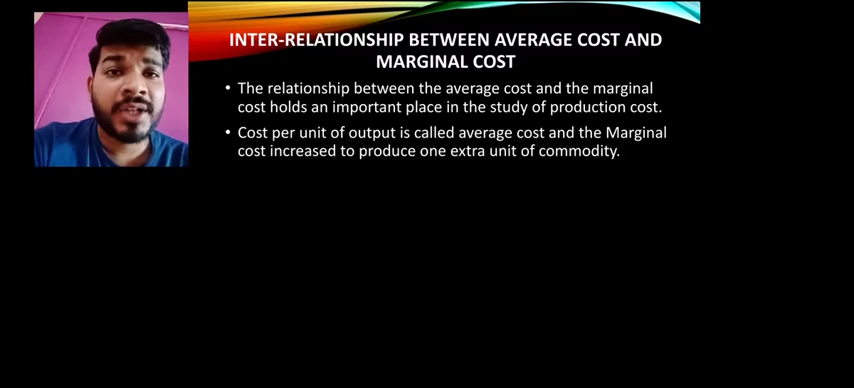 INTER-RELATIONSHIP BETWEEN AVERAGE COST AND
MARGINAL COST
• The relationship between the average cost and the marginal
cost holds an important place in the study of production cost.
• Cost per unit of output is called average cost and the Marginal
cost increased to produce one extra unit of commodity.